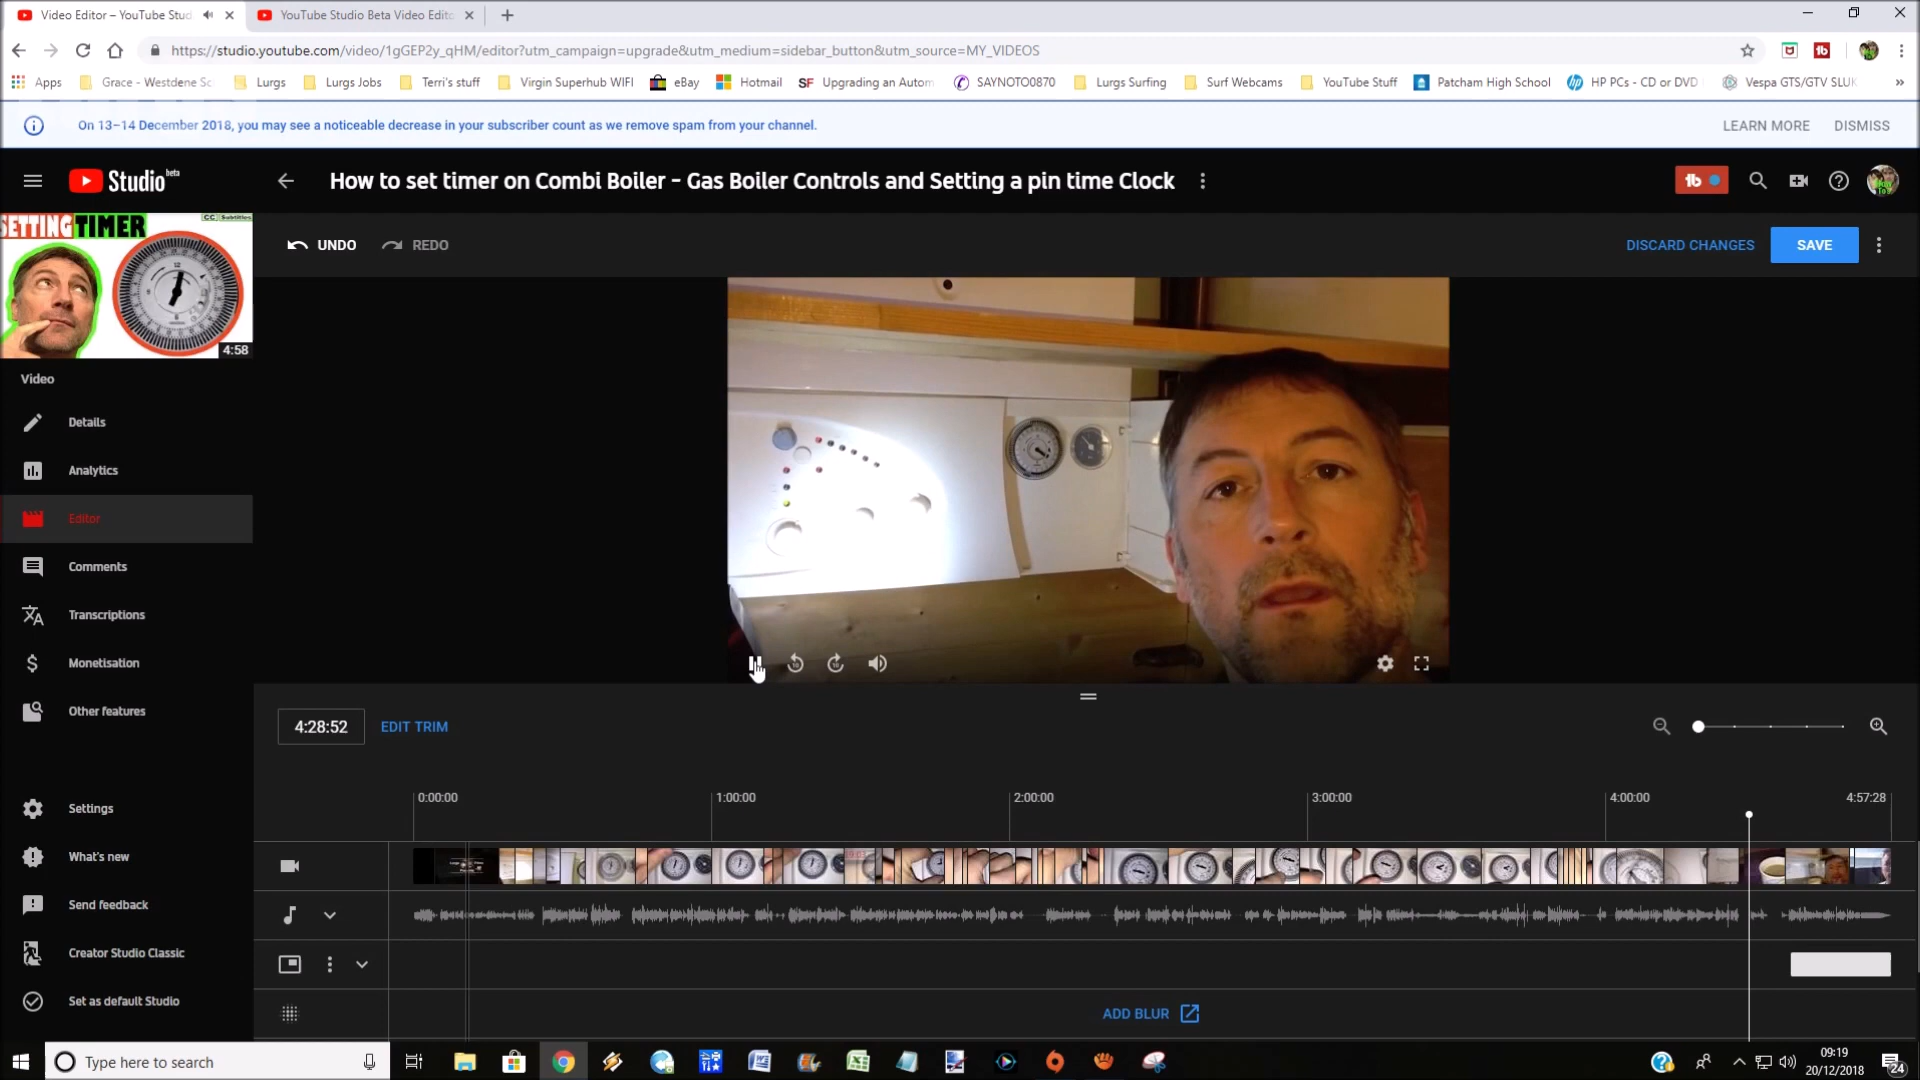 Video Editor – YouTube Stud
YouTube Studio Beta Video Edito
https://studio.youtube.com/video/1gGEP2y_qHM/editor?utm_campaign=upgrade&utm_medium=sidebar_button&utm_source=MY_VIDEOS
Apps Grace - Westdene Sc Lurgs Lurgs Jobs Terri's stuff Virgin Superhub WIFI eBay Hotmail SF Upgrading an Autom SAYNOTO0870 Lurgs Surfing Surf Webcams YouTube Stuff Patcham High School HP PCs - CD or DVD Vespa GTS/GTV SLUK »
On 13–14 December 2018, you may see a noticeable decrease in your subscriber count as we remove spam from your channel. LEARN MORE DISMISS
Studio beta
How to set timer on Combi Boiler - Gas Boiler Controls and Setting a pin time Clock
SETTING TIMER
CC Subtitles
4:58
UNDO REDO DISCARD CHANGES SAVE
Video
Details
Analytics
Editor
Comments
Transcriptions
Monetisation
Other features
Settings
What's new
Send feedback
Creator Studio Classic
Set as default Studio
4:28:52 EDIT TRIM
0:00:00 1:00:00 2:00:00 3:00:00 4:00:00 4:57:28
ADD BLUR
Type here to search
09:19
20/12/2018
24